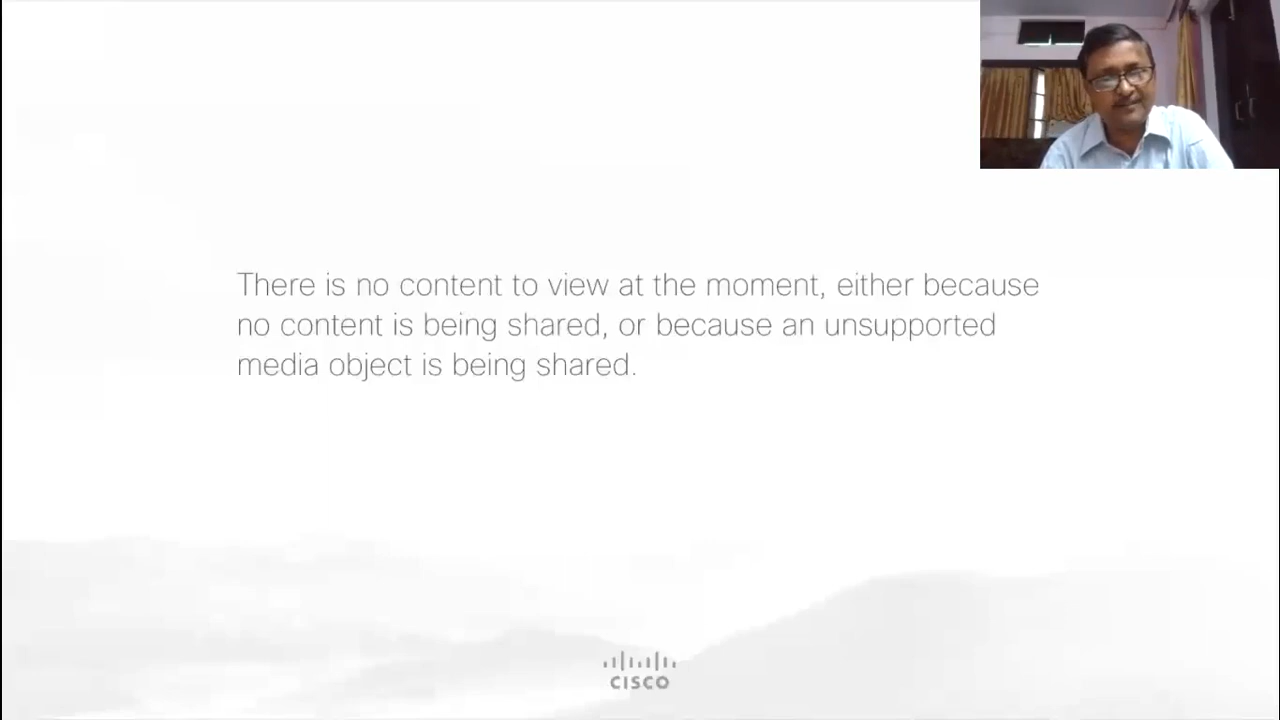 There is no content to view at the moment, either because
no content is being shared, or because an unsupported
media object is being shared.
CISCO